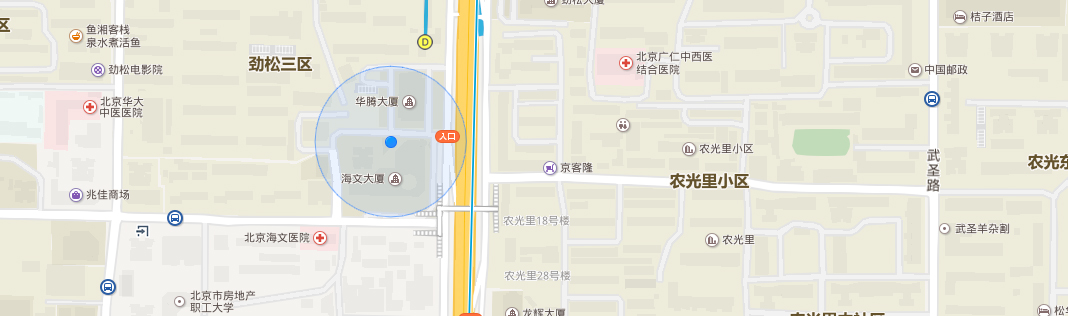 劲松大厦
桔子酒店
区
鱼湘客栈
泉水煮活鱼
D
劲松三区
北京广仁中西医
结合医院
劲松电影院
中国邮政
华腾大厦
北京华大
中医医院
入口
农光里小区
武圣路
海文大厦
京客隆
农光东
农光里小区
兆佳商场
农光里18号楼
武圣羊杂割
北京海文医院
农光里
农光里28号楼
北京市房地产
职工大学
龙辉大厦